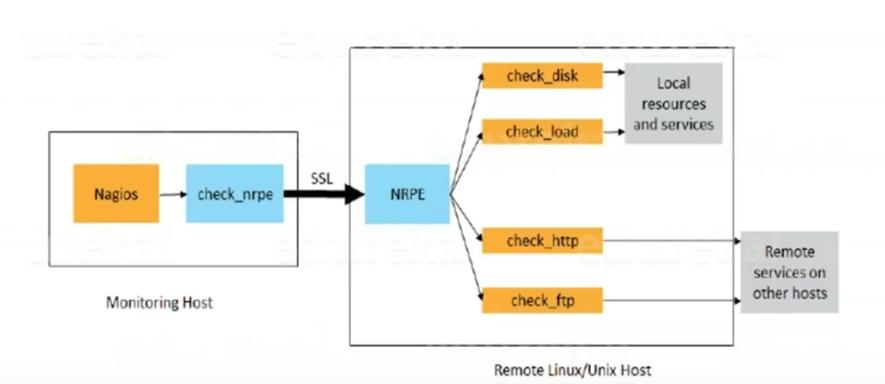 check_disk
Local
resources
and services
check_load
Nagios
check_nrpe
SSL
NRPE
check_http
Remote
services on
other hosts
check_ftp
Monitoring Host
Remote Linux/Unix Host